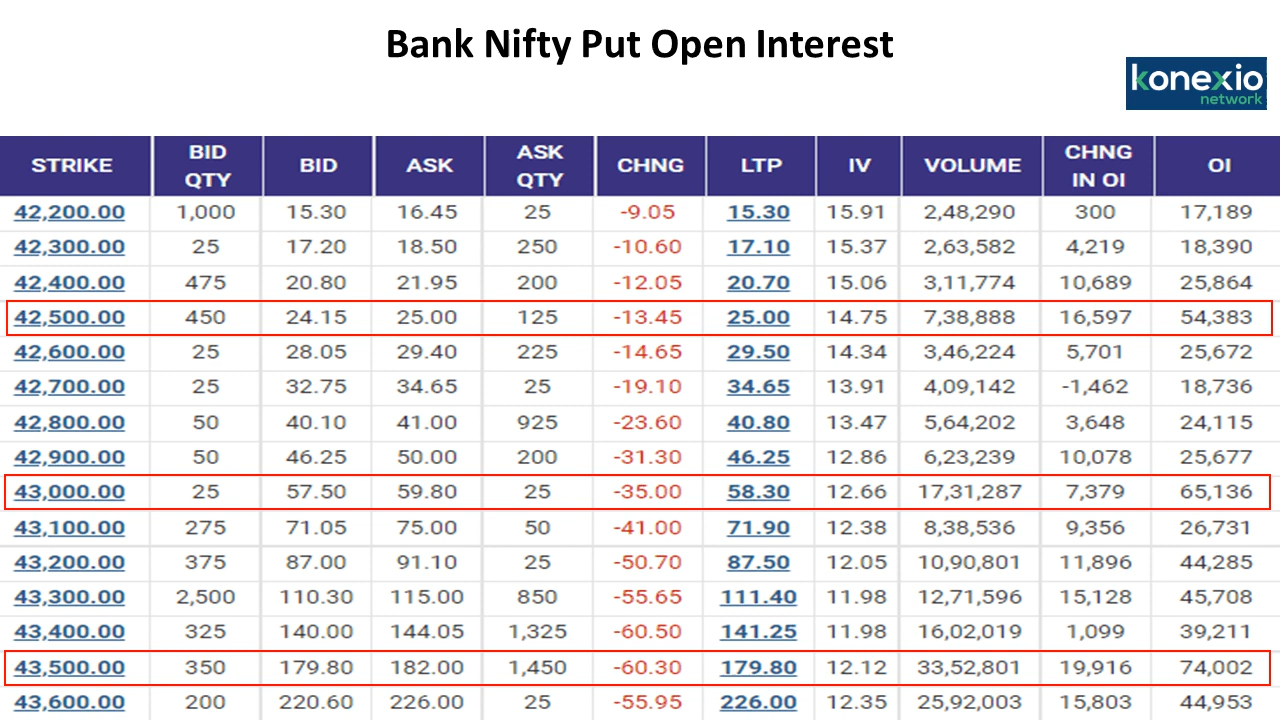 Bank Nifty Put Open Interest
konexio
network
STRIKE BID QTY BID ASK ASK QTY CHNG LTP IV VOLUME CHNG IN OI OI
42,200.00 1,000 15.30 16.45 25 -9.05 15.30 15.91 2,48,290 300 17,189
42,300.00 25 17.20 18.50 250 -10.60 17.10 15.37 2,63,582 4,219 18,390
42,400.00 475 20.80 21.95 200 -12.05 20.70 15.06 3,11,774 10,689 25,864
42,500.00 450 24.15 25.00 125 -13.45 25.00 14.75 7,38,888 16,597 54,383
42,600.00 25 28.05 29.40 225 -14.65 29.50 14.34 3,46,224 5,701 25,672
42,700.00 25 32.75 34.65 25 -19.10 34.65 13.91 4,09,142 -1,462 18,736
42,800.00 50 40.10 41.00 925 -23.60 40.80 13.47 5,64,202 3,648 24,115
42,900.00 50 46.25 50.00 200 -31.30 46.25 12.86 6,23,239 10,078 25,677
43,000.00 25 57.50 59.80 25 -35.00 58.30 12.66 17,31,287 7,379 65,136
43,100.00 275 71.05 75.00 50 -41.00 71.90 12.38 8,38,536 9,356 26,731
43,200.00 375 87.00 91.10 25 -50.70 87.50 12.05 10,90,801 11,896 44,285
43,300.00 2,500 110.30 115.00 850 -55.65 111.40 11.98 12,71,596 15,128 45,708
43,400.00 325 140.00 144.05 1,325 -60.50 141.25 11.98 16,02,019 1,099 39,211
43,500.00 350 179.80 182.00 1,450 -60.30 179.80 12.12 33,52,801 19,916 74,002
43,600.00 200 220.60 226.00 25 -55.95 226.00 12.35 25,92,003 15,803 44,953